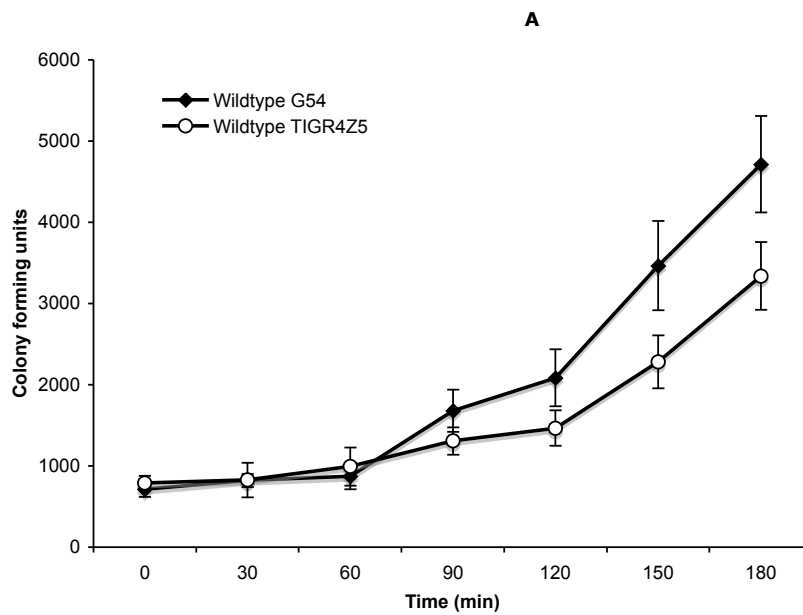 A
6000
5000
4000
3000
2000
1000
0
Colony forming units
Wildtype G54
Wildtype TIGR4Z5
0 30 60 90 120 150 180
Time (min)